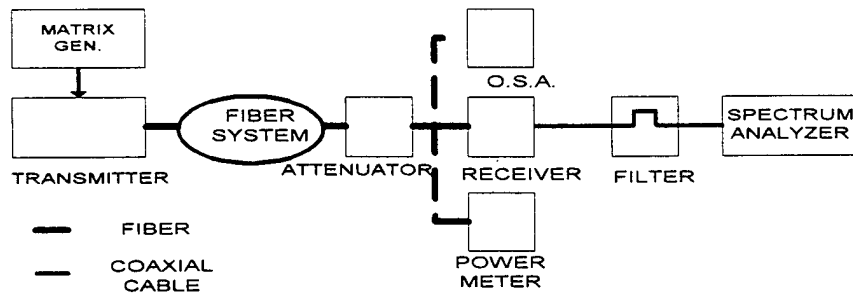 MATRIX
GEN.
O.S.A.
FIBER
SYSTEM
SPECTRUM
ANALYZER
TRANSMITTER
ATTENUATOR
RECEIVER
FILTER
FIBER
COAXIAL
CABLE
POWER
METER